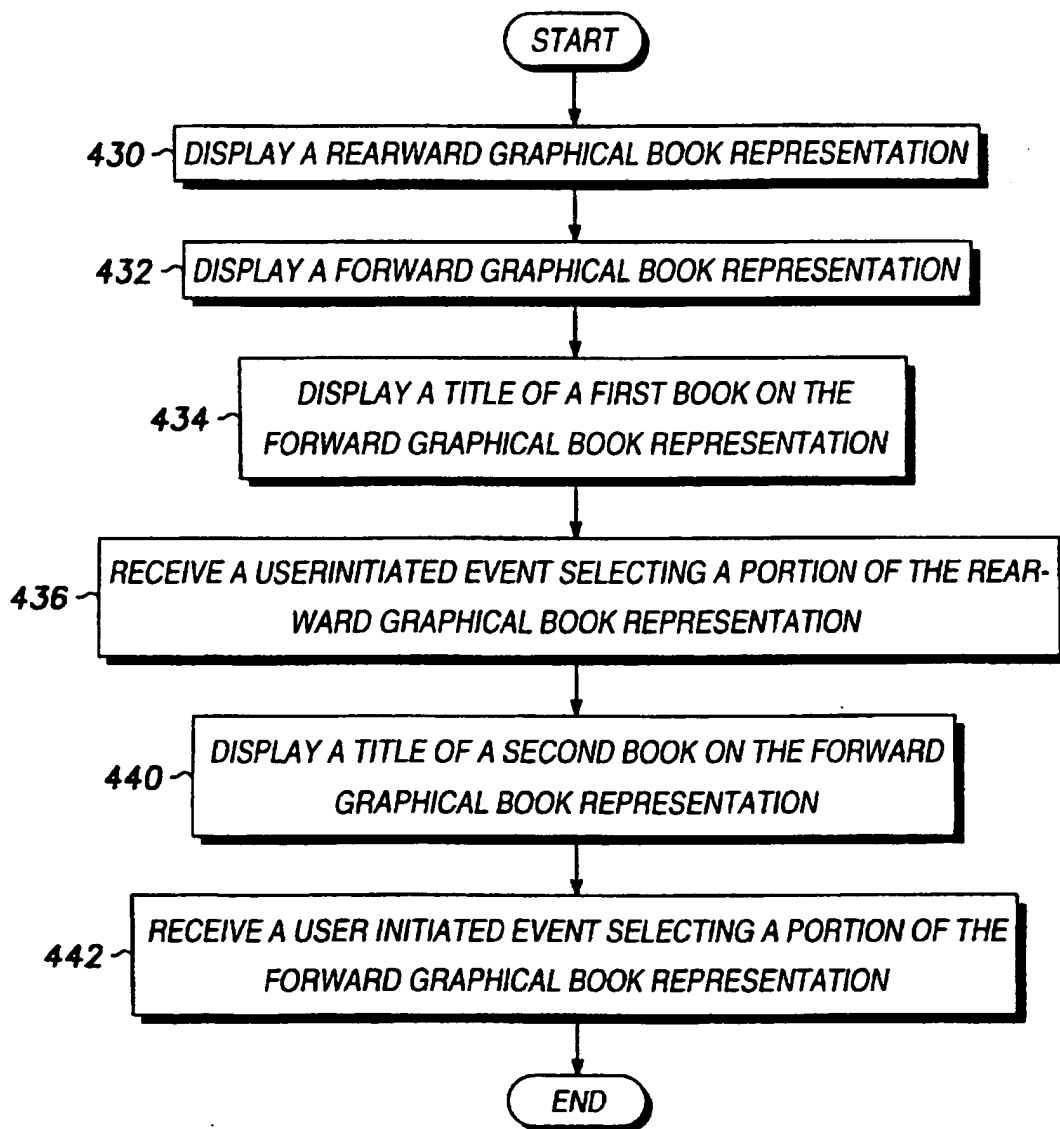 START
430 DISPLAY A REARWARD GRAPHICAL BOOK REPRESENTATION
432 DISPLAY A FORWARD GRAPHICAL BOOK REPRESENTATION
DISPLAY A TITLE OF A FIRST BOOK ON THE
434 FORWARD GRAPHICAL BOOK REPRESENTATION
RECEIVE A USERINITIATED EVENT SELECTING A PORTION OF THE REAR-
436 WARD GRAPHICAL BOOK REPRESENTATION
DISPLAY A TITLE OF A SECOND BOOK ON THE FORWARD
440 GRAPHICAL BOOK REPRESENTATION
RECEIVE A USER INITIATED EVENT SELECTING A PORTION OF THE
442 FORWARD GRAPHICAL BOOK REPRESENTATION
END